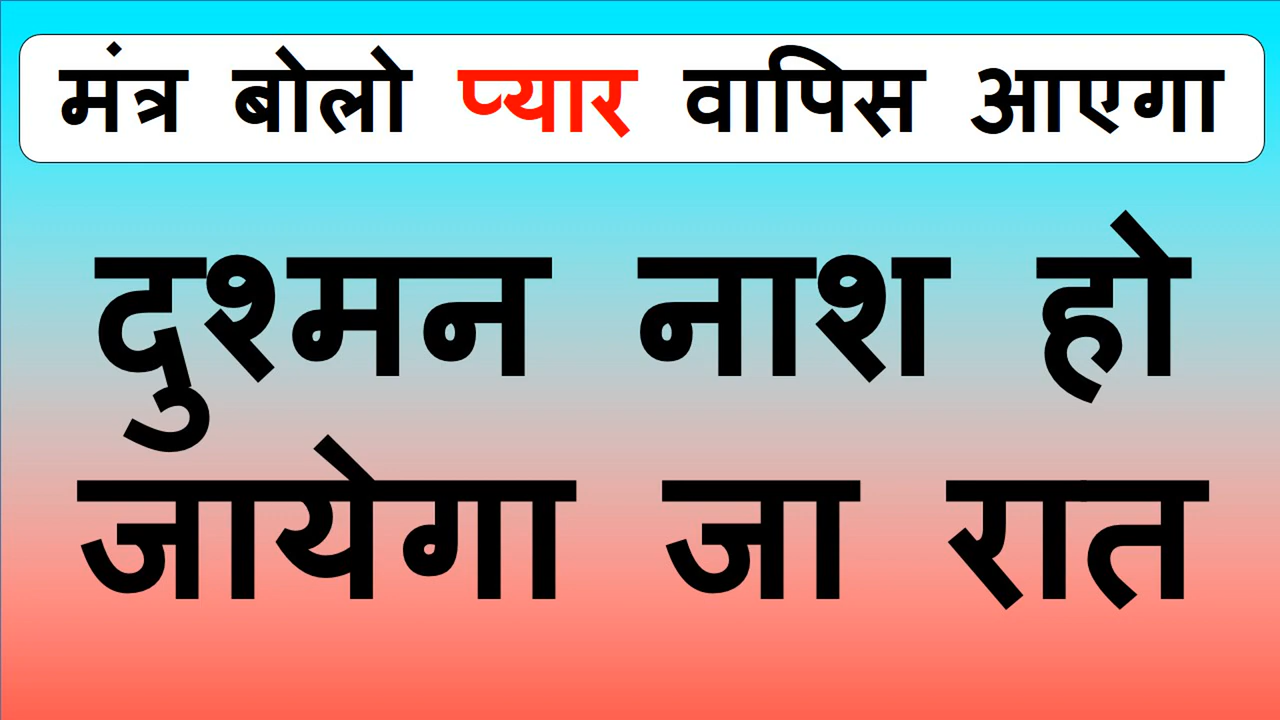 मंत्र बोलो प्यार वापिस आएगा
दुश्मन नाश हो
जायेगा जा रात